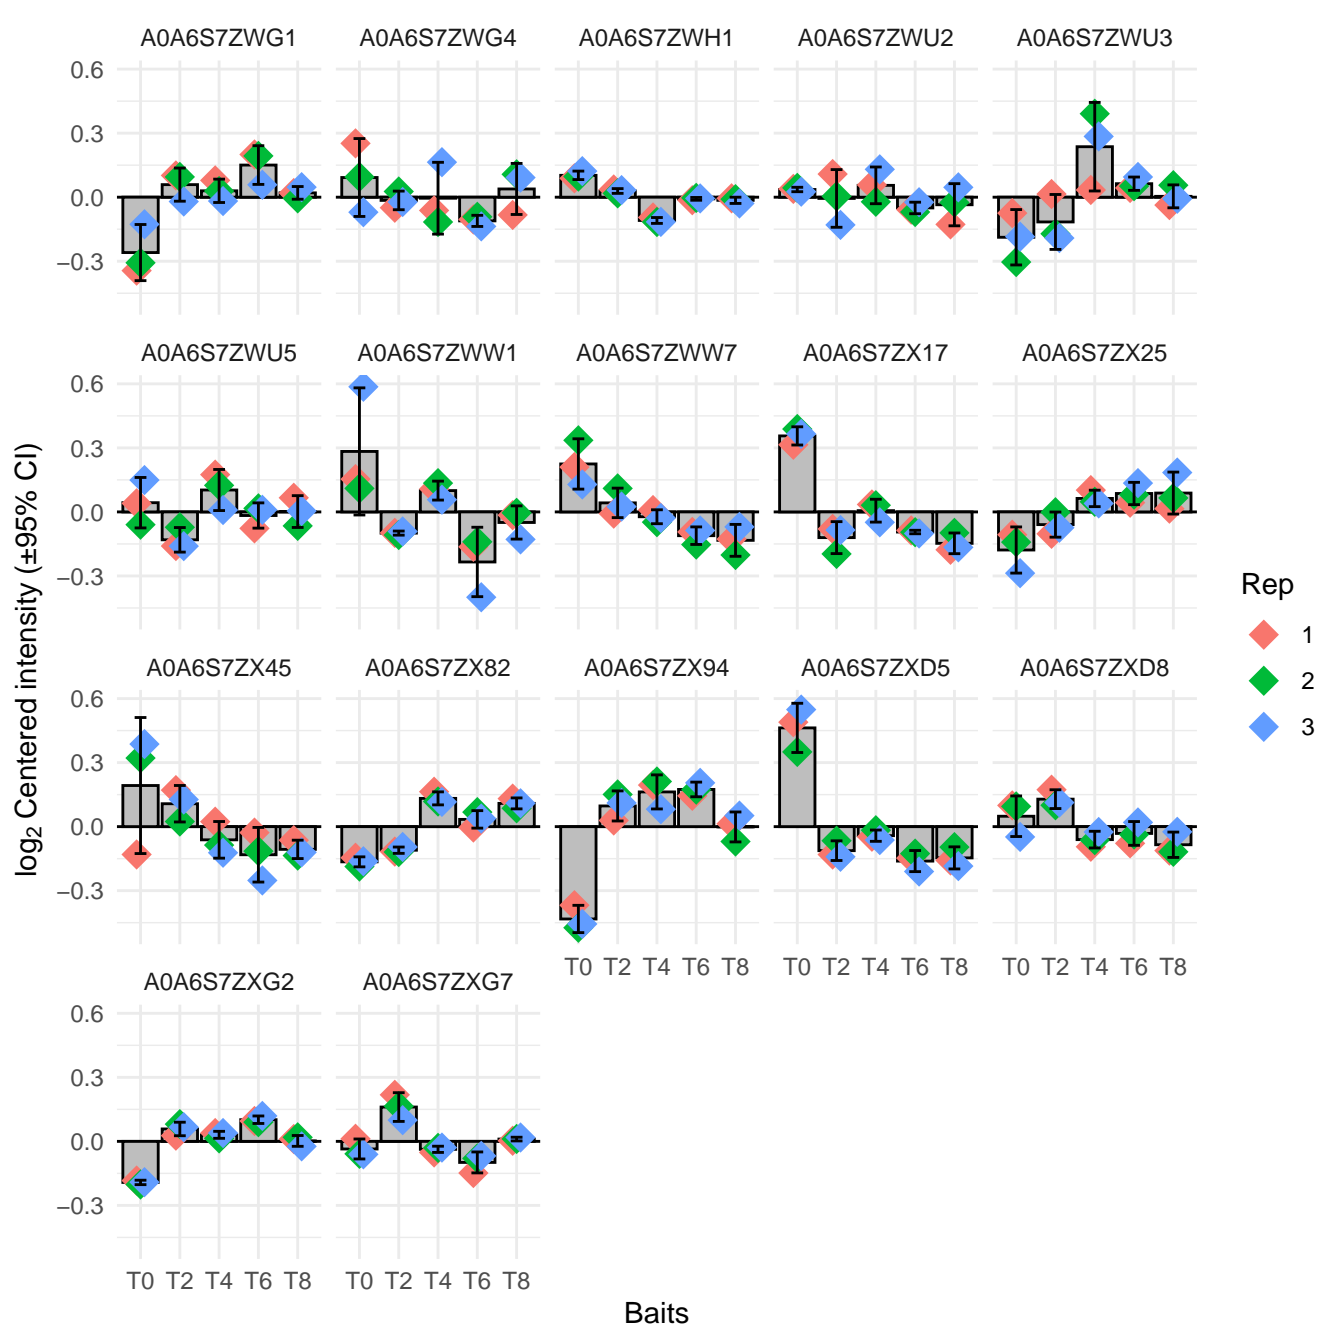 A0A6S7ZWG1 A0A6S7ZWG4 A0A6S7ZWH1 A0A6S7ZWU2 A0A6S7ZWU3
0.6
0.3
0.0
−0.3
A0A6S7ZWU5 A0A6S7ZWW1 A0A6S7ZWW7 A0A6S7ZX17 A0A6S7ZX25
0.6
0.3
0.0
−0.3
A0A6S7ZX45 A0A6S7ZX82 A0A6S7ZX94 A0A6S7ZXD5 A0A6S7ZXD8
0.6
0.3
0.0
−0.3
T0 T2 T4 T6 T8 T0 T2 T4 T6 T8 T0 T2 T4 T6 T8
A0A6S7ZXG2 A0A6S7ZXG7
0.6
0.3
0.0
−0.3
T0 T2 T4 T6 T8 T0 T2 T4 T6 T8
Baits
log₂ Centered intensity (±95% CI)
Rep
1
2
3